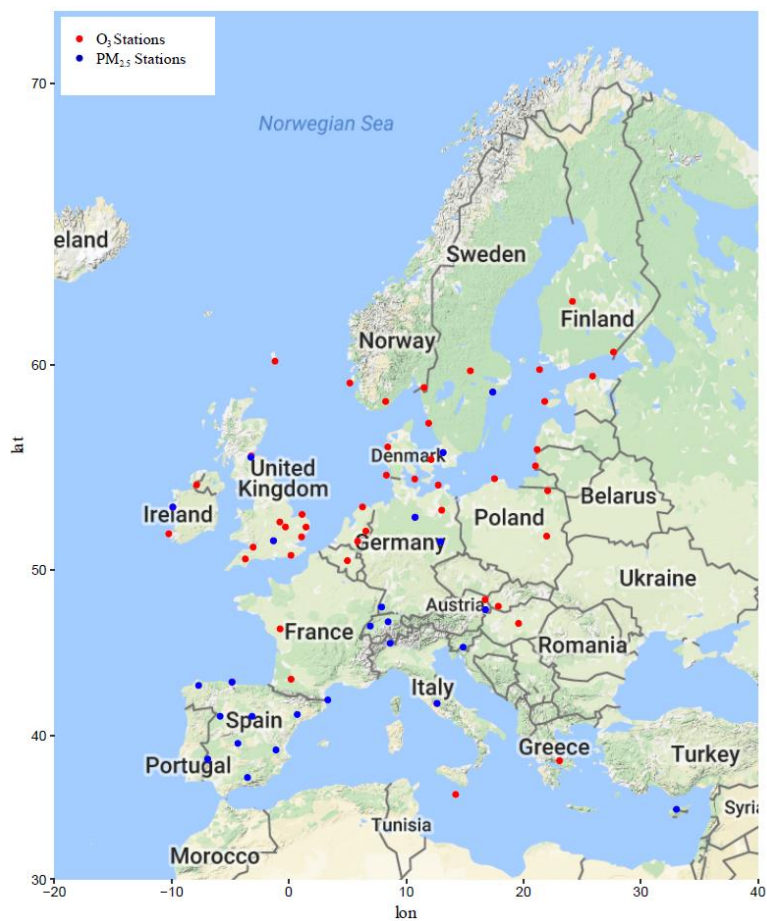 O₃ Stations
PM₂.₅ Stations
70
Norwegian Sea
eland
Sweden
Finland
Norway
60
lat
United
Kingdom
Denmark
Ireland
Belarus
Poland
Germany
50
Ukraine
Austria
France
Romania
Italy
Spain
40
Greece
Turkey
Portugal
Syria
Tunisia
Morocco
30
−20
−10
0
10
20
30
40
lon